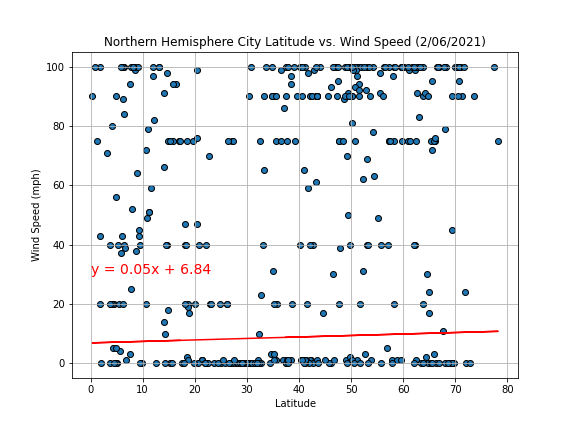 Northern Hemisphere City Latitude vs. Wind Speed (2/06/2021)
100
80
60
40
20
0
Wind Speed (mph)
y = 0.05x + 6.84
0 10 20 30 40 50 60 70 80
Latitude